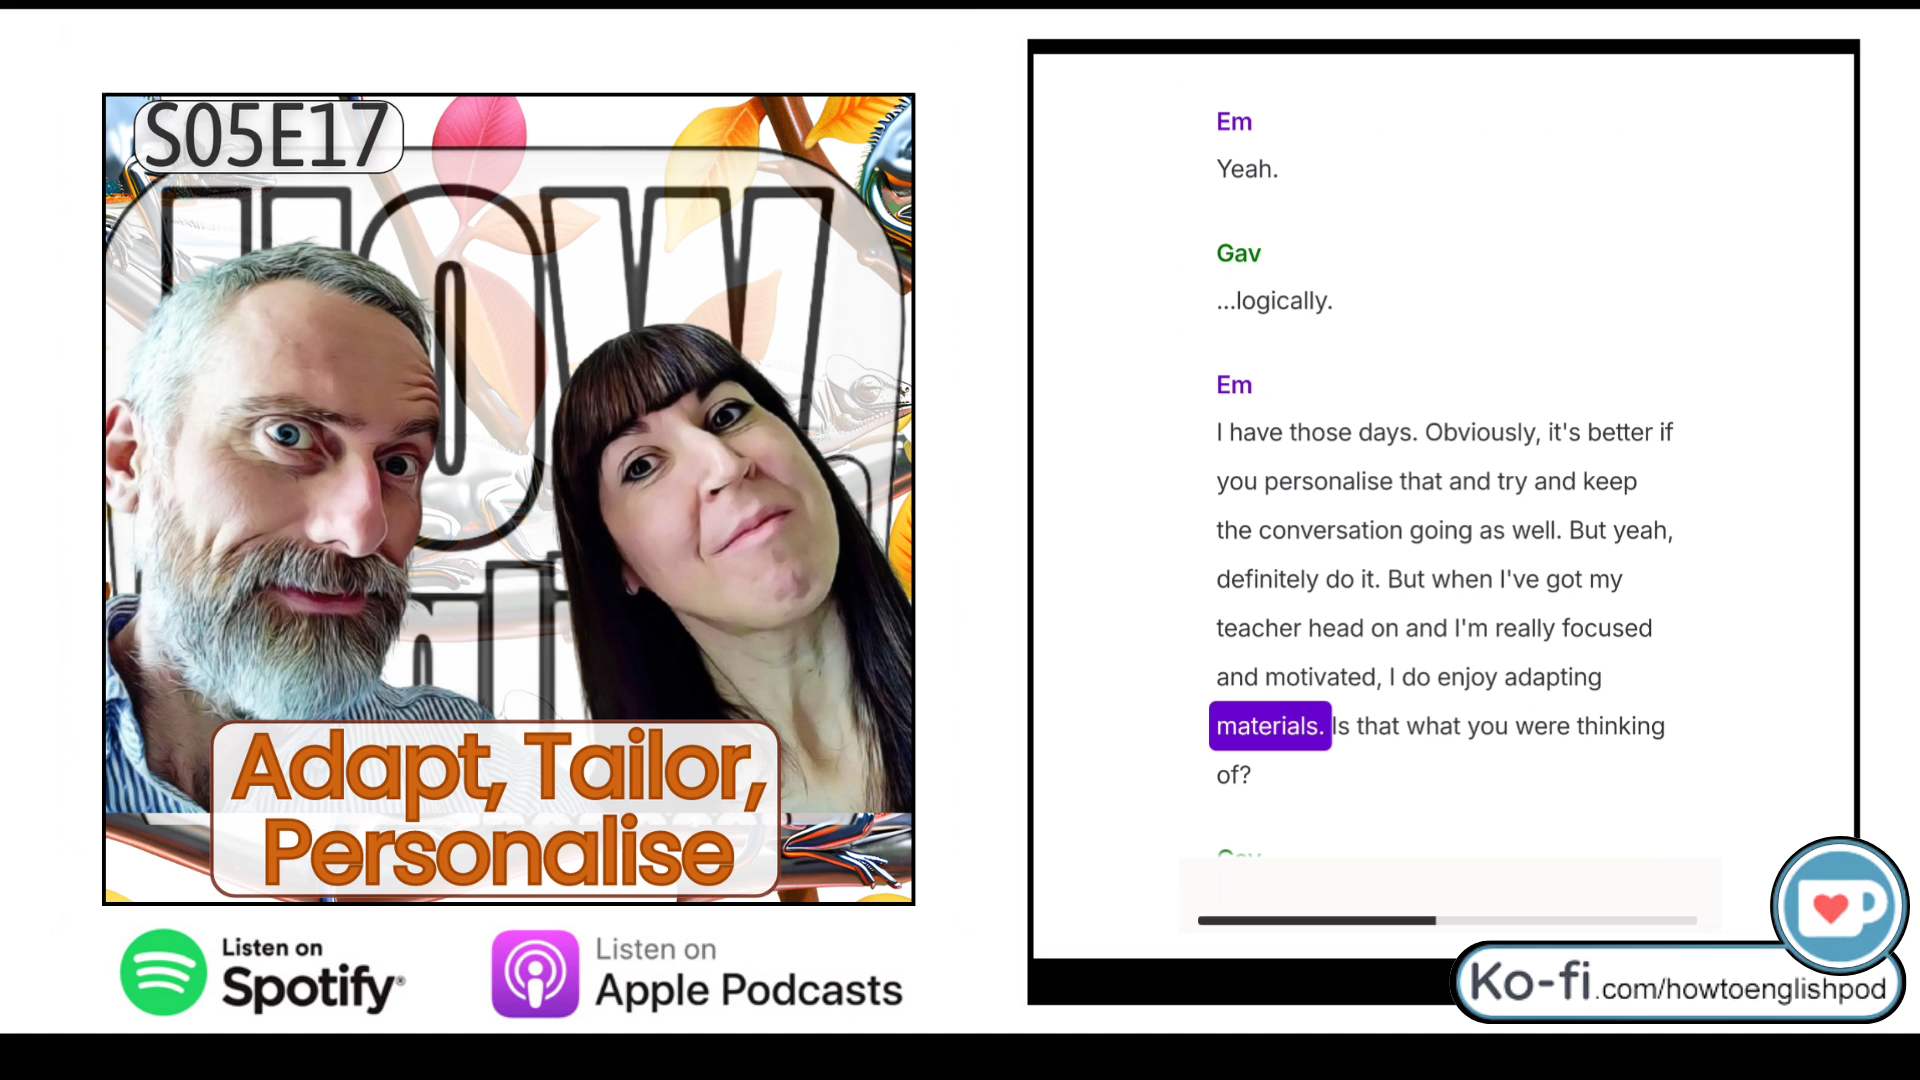 S05E17
HOW
Adapt, Tailor,
Personalise
Listen on
Spotify®
Listen on
Apple Podcasts
Em
Yeah.
Gav
...logically.
Em
I have those days. Obviously, it's better if
you personalise that and try and keep
the conversation going as well. But yeah,
definitely do it. But when I've got my
teacher head on and I'm really focused
and motivated, I do enjoy adapting
materials. Is that what you were thinking
of?
Gav
Ko-fi.com/howtoenglishpod